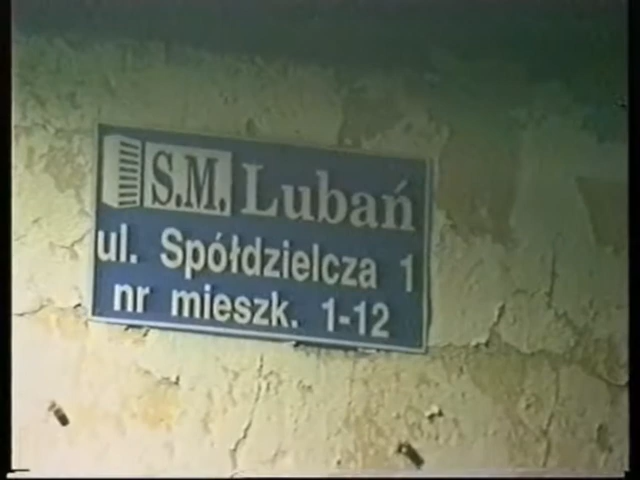 S.M. Lubań
ul. Spółdzielcza 1
nr mieszk. 1-12